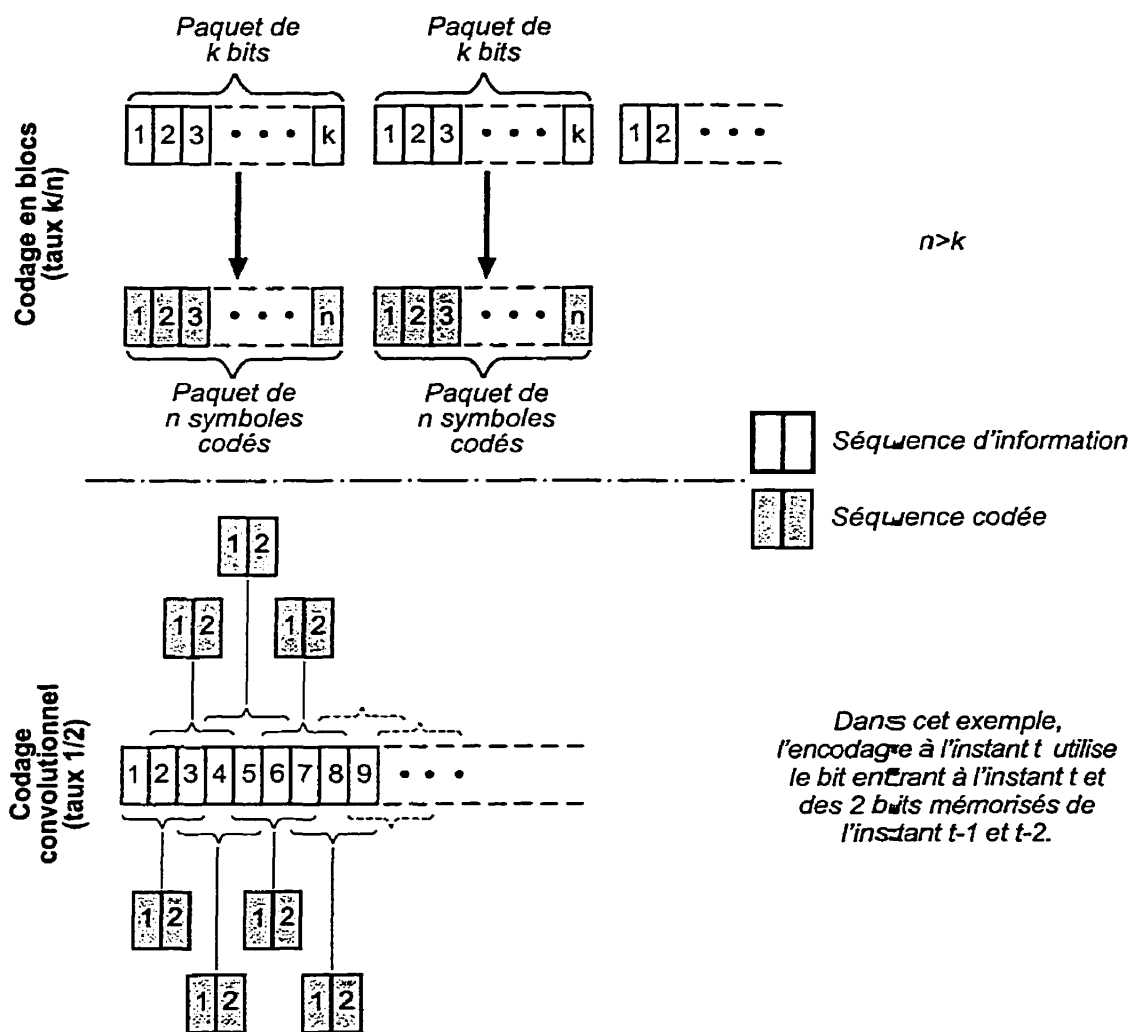 Paquet de
k bits
Paquet de
k bits
1 2 3 • • • k
1 2 3 • • • k
1 2 • • •
Codage en blocs
(taux k/n)
n>k
1 2 3 • • • n
1 2 3 • • • n
Paquet de
n symboles
codés
Paquet de
n symboles
codés
Séquence d'information
Séquence codée
1 2
1 2
1 2
Codage
convolutionnel
(taux 1/2)
1 2 3 4 5 6 7 8 9 • • •
Dans cet exemple,
l'encodage à l'instant t utilise
le bit entrant à l'instant t et
des 2 bits mémorisés de
l'instant t-1 et t-2.
1 2
1 2
1 2
1 2